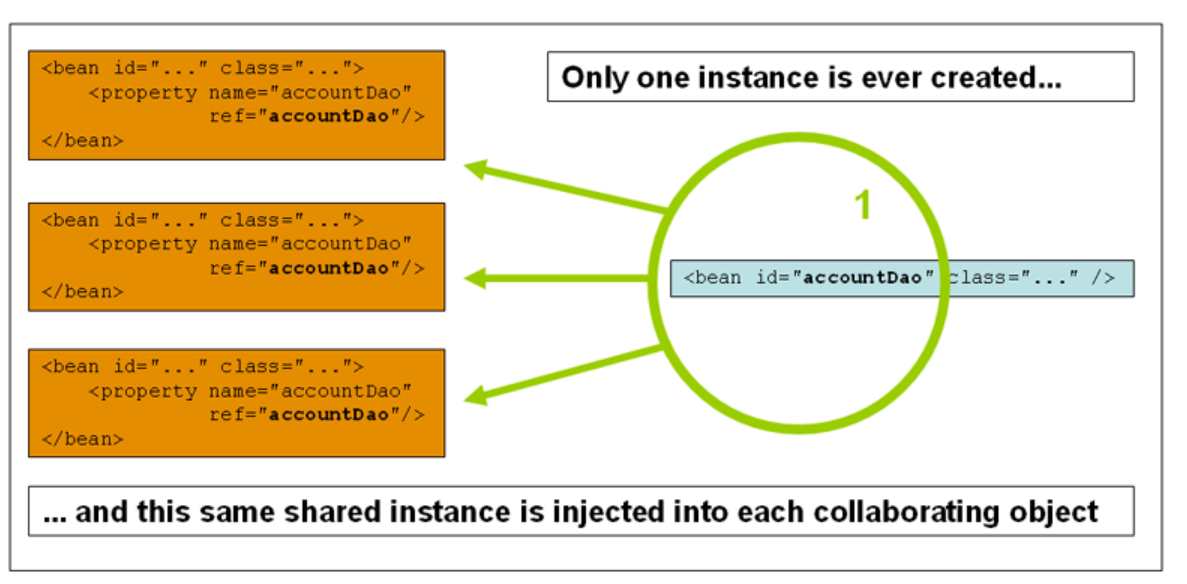 <bean id="..." class="...">
    <property name="accountDao"
              ref="accountDao"/>
</bean>
Only one instance is ever created...
<bean id="..." class="...">
    <property name="accountDao"
              ref="accountDao"/>
</bean>
1
<bean id="accountDao" class="..." />
<bean id="..." class="...">
    <property name="accountDao"
              ref="accountDao"/>
</bean>
... and this same shared instance is injected into each collaborating object